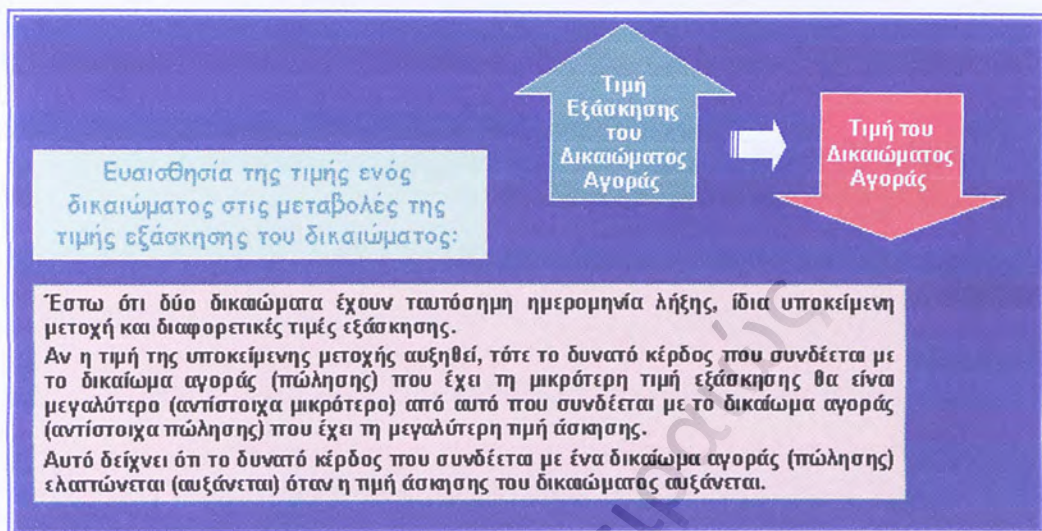 Τιμή
Εξάσκησης
του
Δικαιώματος
Αγοράς
Τιμή του
Δικαιώματος
Αγοράς
Ευαισθησία της τιμής ενός
δικαιώματος στις μεταβολές της
τιμής εξάσκησης του δικαιώματος:
Έστω ότι δύο δικαιώματα έχουν ταυτόσημη ημερομηνία λήξης, ίδια υποκείμενη
μετοχή και διαφορετικές τιμές εξάσκησης.
Αν η τιμή της υποκείμενης μετοχής αυξηθεί, τότε το δυνατό κέρδος που συνδέεται με
το δικαίωμα αγοράς (πώλησης) που έχει τη μικρότερη τιμή εξάσκησης θα είναι
μεγαλύτερο (αντίστοιχα μικρότερο) από αυτό που συνδέεται με το δικαίωμα αγοράς
(αντίστοιχα πώλησης) που έχει τη μεγαλύτερη τιμή άσκησης.
Αυτό δείχνει ότι το δυνατό κέρδος που συνδέεται με ένα δικαίωμα αγοράς (πώλησης)
ελαττώνεται (αυξάνεται) όταν η τιμή άσκησης του δικαιώματος αυξάνεται.